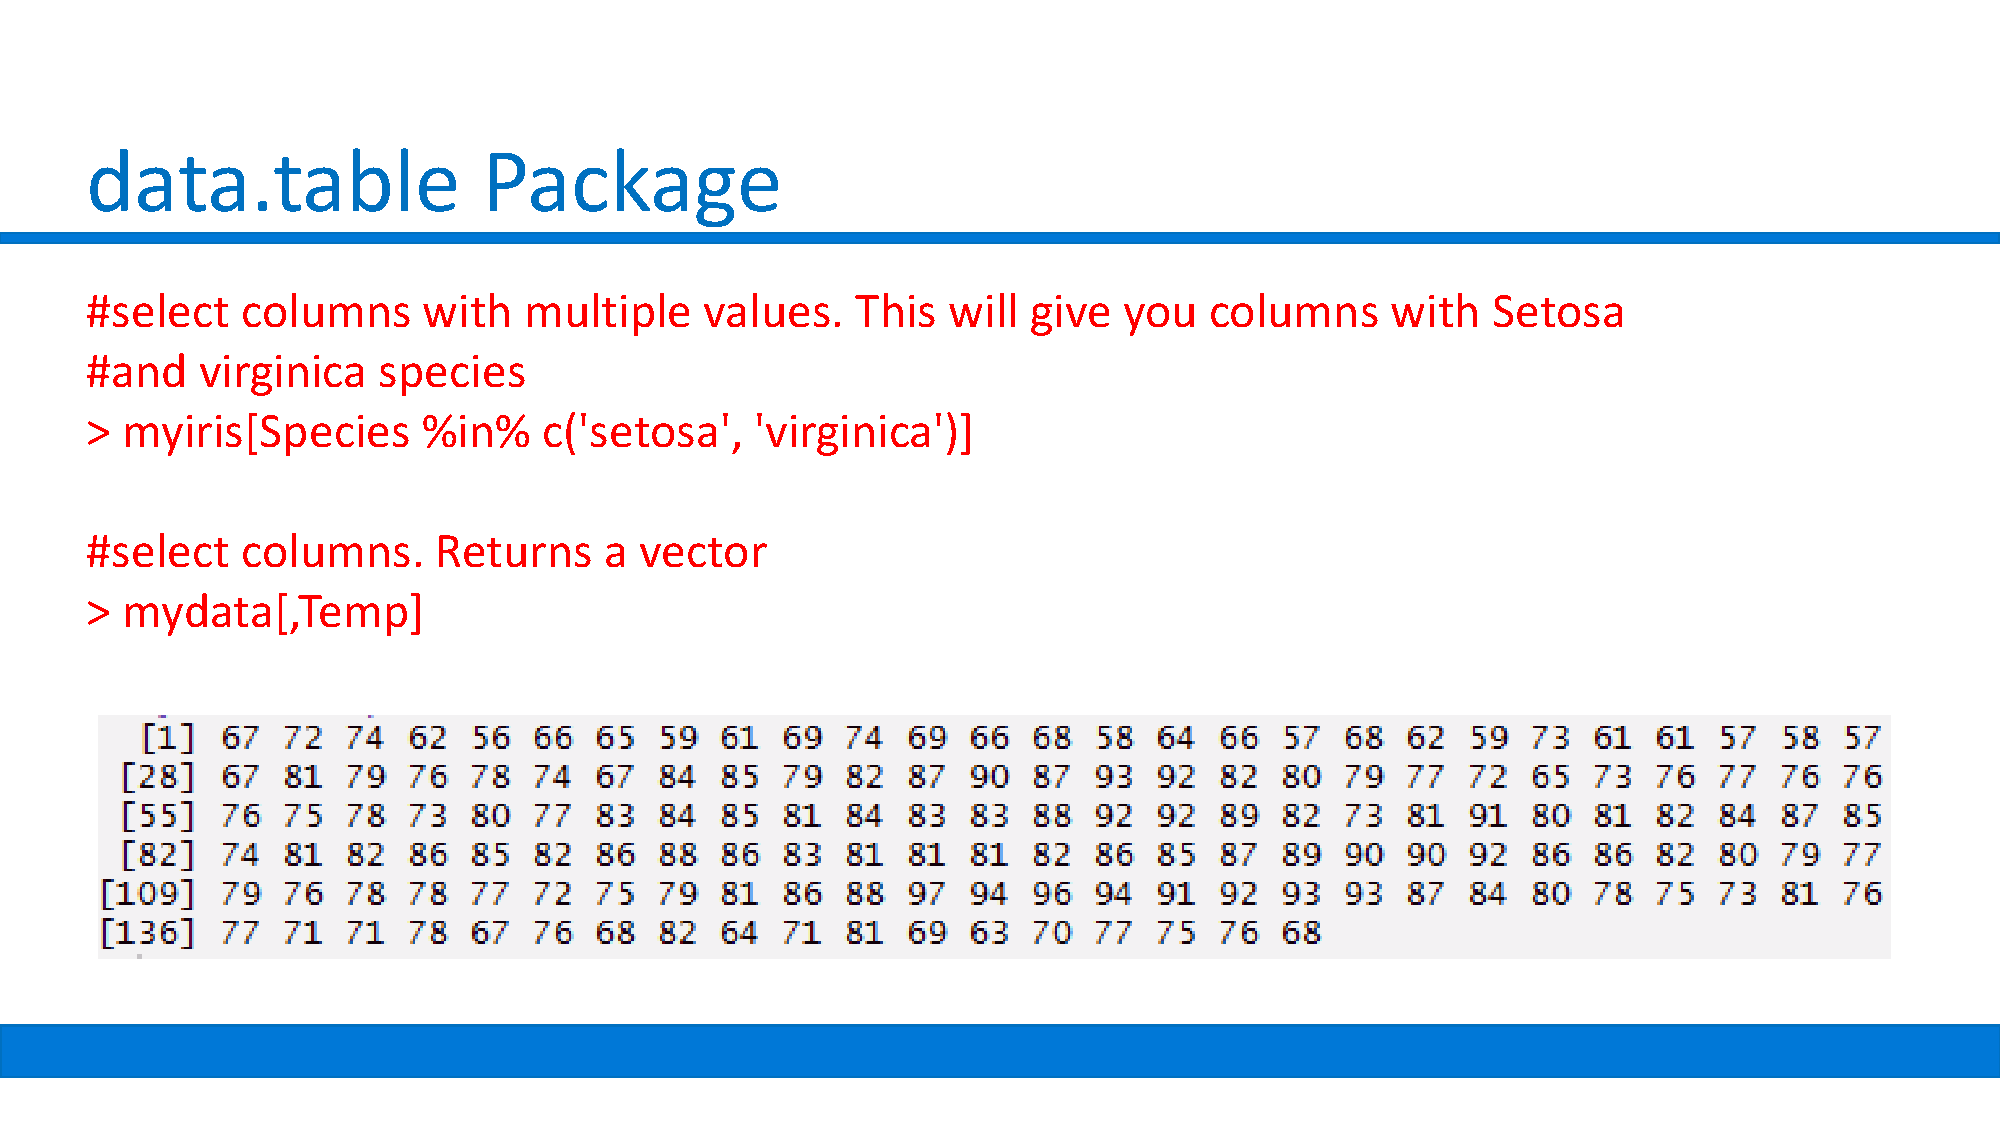 data.table Package
#select columns with multiple values. This will give you columns with Setosa
#and virginica species
> myiris[Species %in% c('setosa', 'virginica')]
#select columns. Returns a vector
> mydata[,Temp]
[1] 67 72 74 62 56 66 65 59 61 69 74 69 66 68 58 64 66 57 68 62 59 73 61 61 57 58 57
[28] 67 81 79 76 78 74 67 84 85 79 82 87 90 87 93 92 82 80 79 77 72 65 73 76 77 76 76
[55] 76 75 78 73 80 77 83 84 85 81 84 83 83 88 92 92 89 82 73 81 91 80 81 82 84 87 85
[82] 74 81 82 86 85 82 86 88 86 83 81 81 81 82 86 85 87 89 90 90 92 86 86 82 80 79 77
[109] 79 76 78 78 77 72 75 79 81 86 88 97 94 96 94 91 92 93 93 87 84 80 78 75 73 81 76
[136] 77 71 71 78 67 76 68 82 64 71 81 69 63 70 77 75 76 68